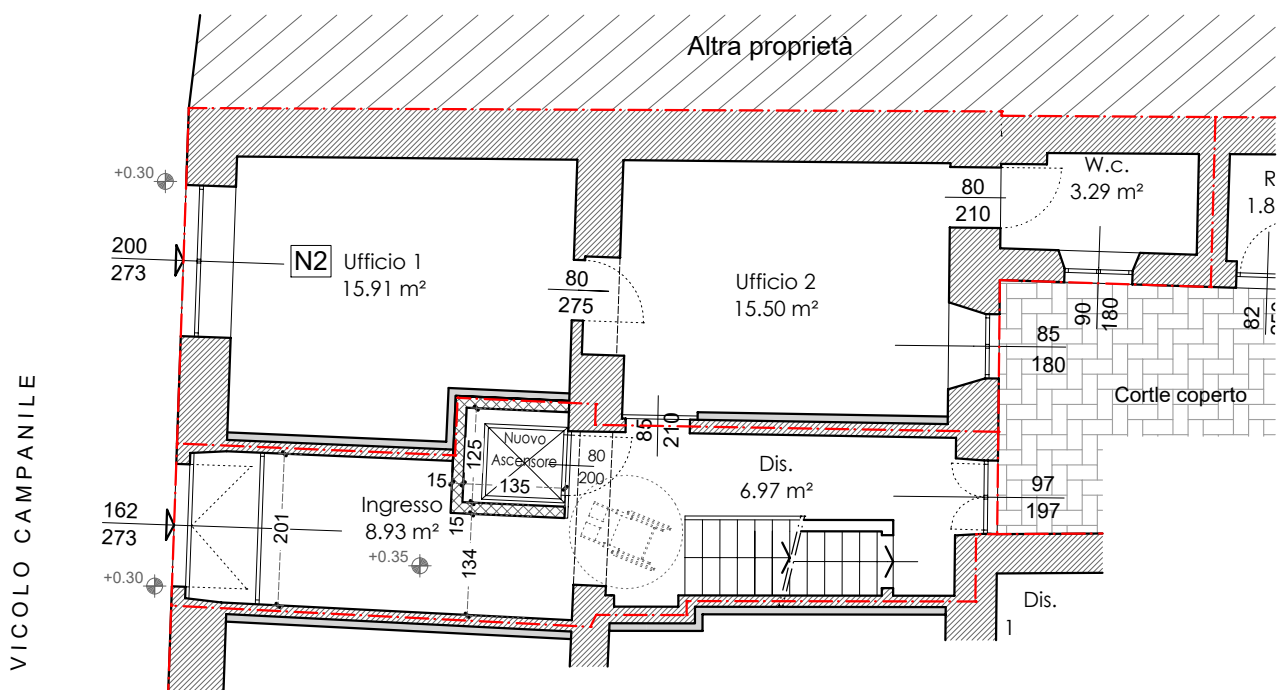 Altra proprietà
+0.30
W.c.
3.29 m²
80
210
R
1.8
200
273
N2
Ufficio 1
15.91 m²
80
275
Ufficio 2
15.50 m²
90
180
82
85
180
Cortle coperto
VICOLO CAMPANILE
85
210
Nuovo
Ascensore
125
135
15
15
80
200
Dis.
6.97 m²
97
197
162
273
201
Ingresso
8.93 m²
+0.35
134
+0.30
Dis.
1